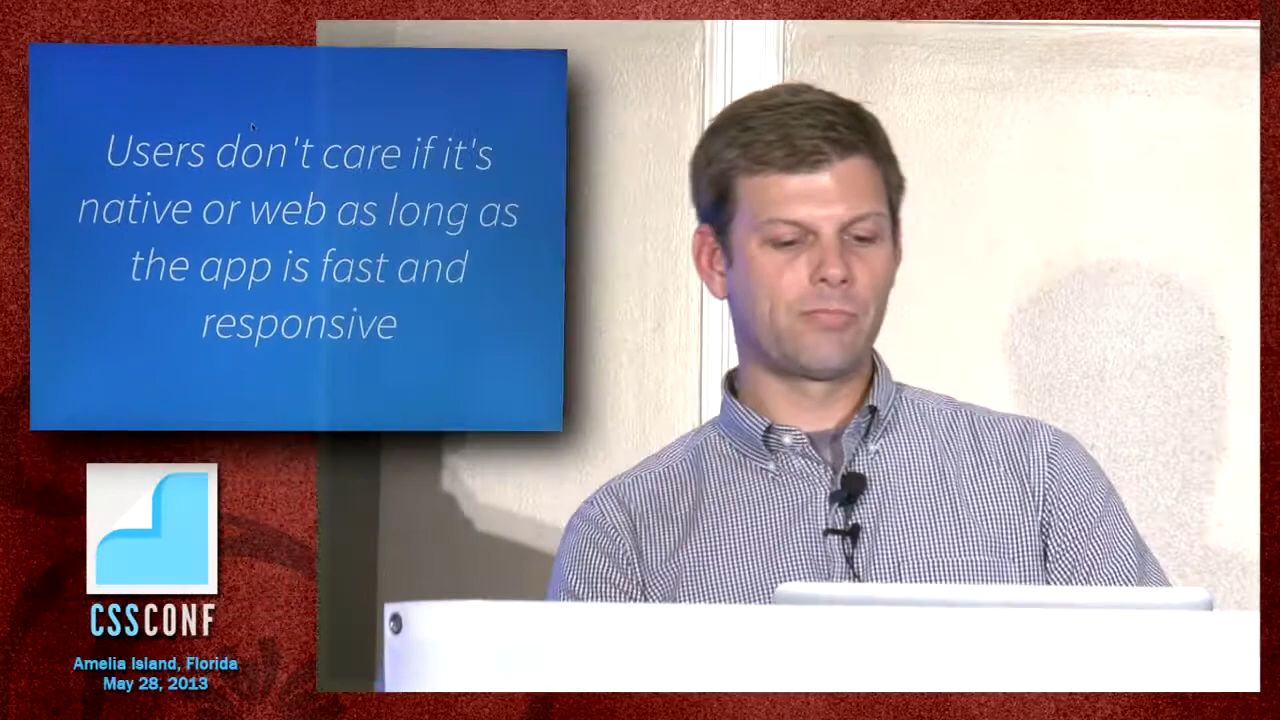 Users don't care if it's
native or web as long as
the app is fast and
responsive
CSSCONF
Amelia Island, Florida
May 28, 2013